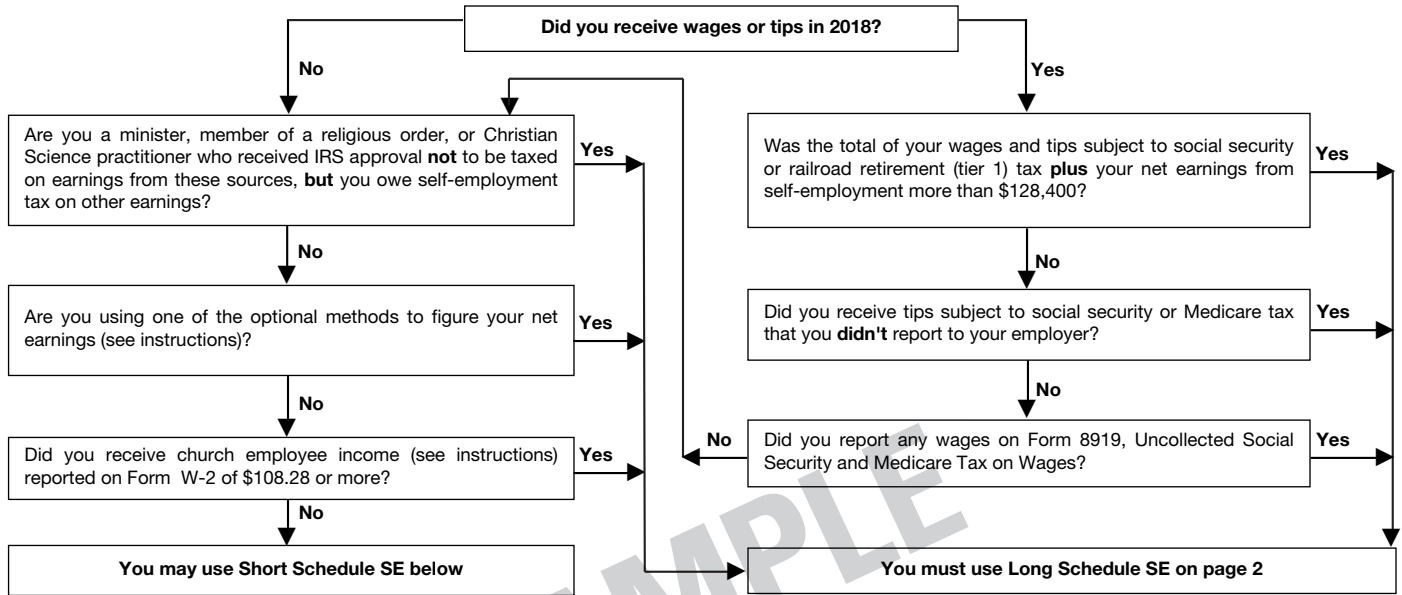 Did you receive wages or tips in 2018?
No
Yes
Are you a minister, member of a religious order, or Christian
Science practitioner who received IRS approval not to be taxed
on earnings from these sources, but you owe self-employment
tax on other earnings?
Yes
Was the total of your wages and tips subject to social security
or railroad retirement (tier 1) tax plus your net earnings from
self-employment more than $128,400?
Yes
No
No
Are you using one of the optional methods to figure your net
earnings (see instructions)?
Yes
Did you receive tips subject to social security or Medicare tax
that you didn't report to your employer?
Yes
No
No
Did you receive church employee income (see instructions)
reported on Form W-2 of $108.28 or more?
Yes
No
Did you report any wages on Form 8919, Uncollected Social
Security and Medicare Tax on Wages?
Yes
No
You may use Short Schedule SE below
You must use Long Schedule SE on page 2